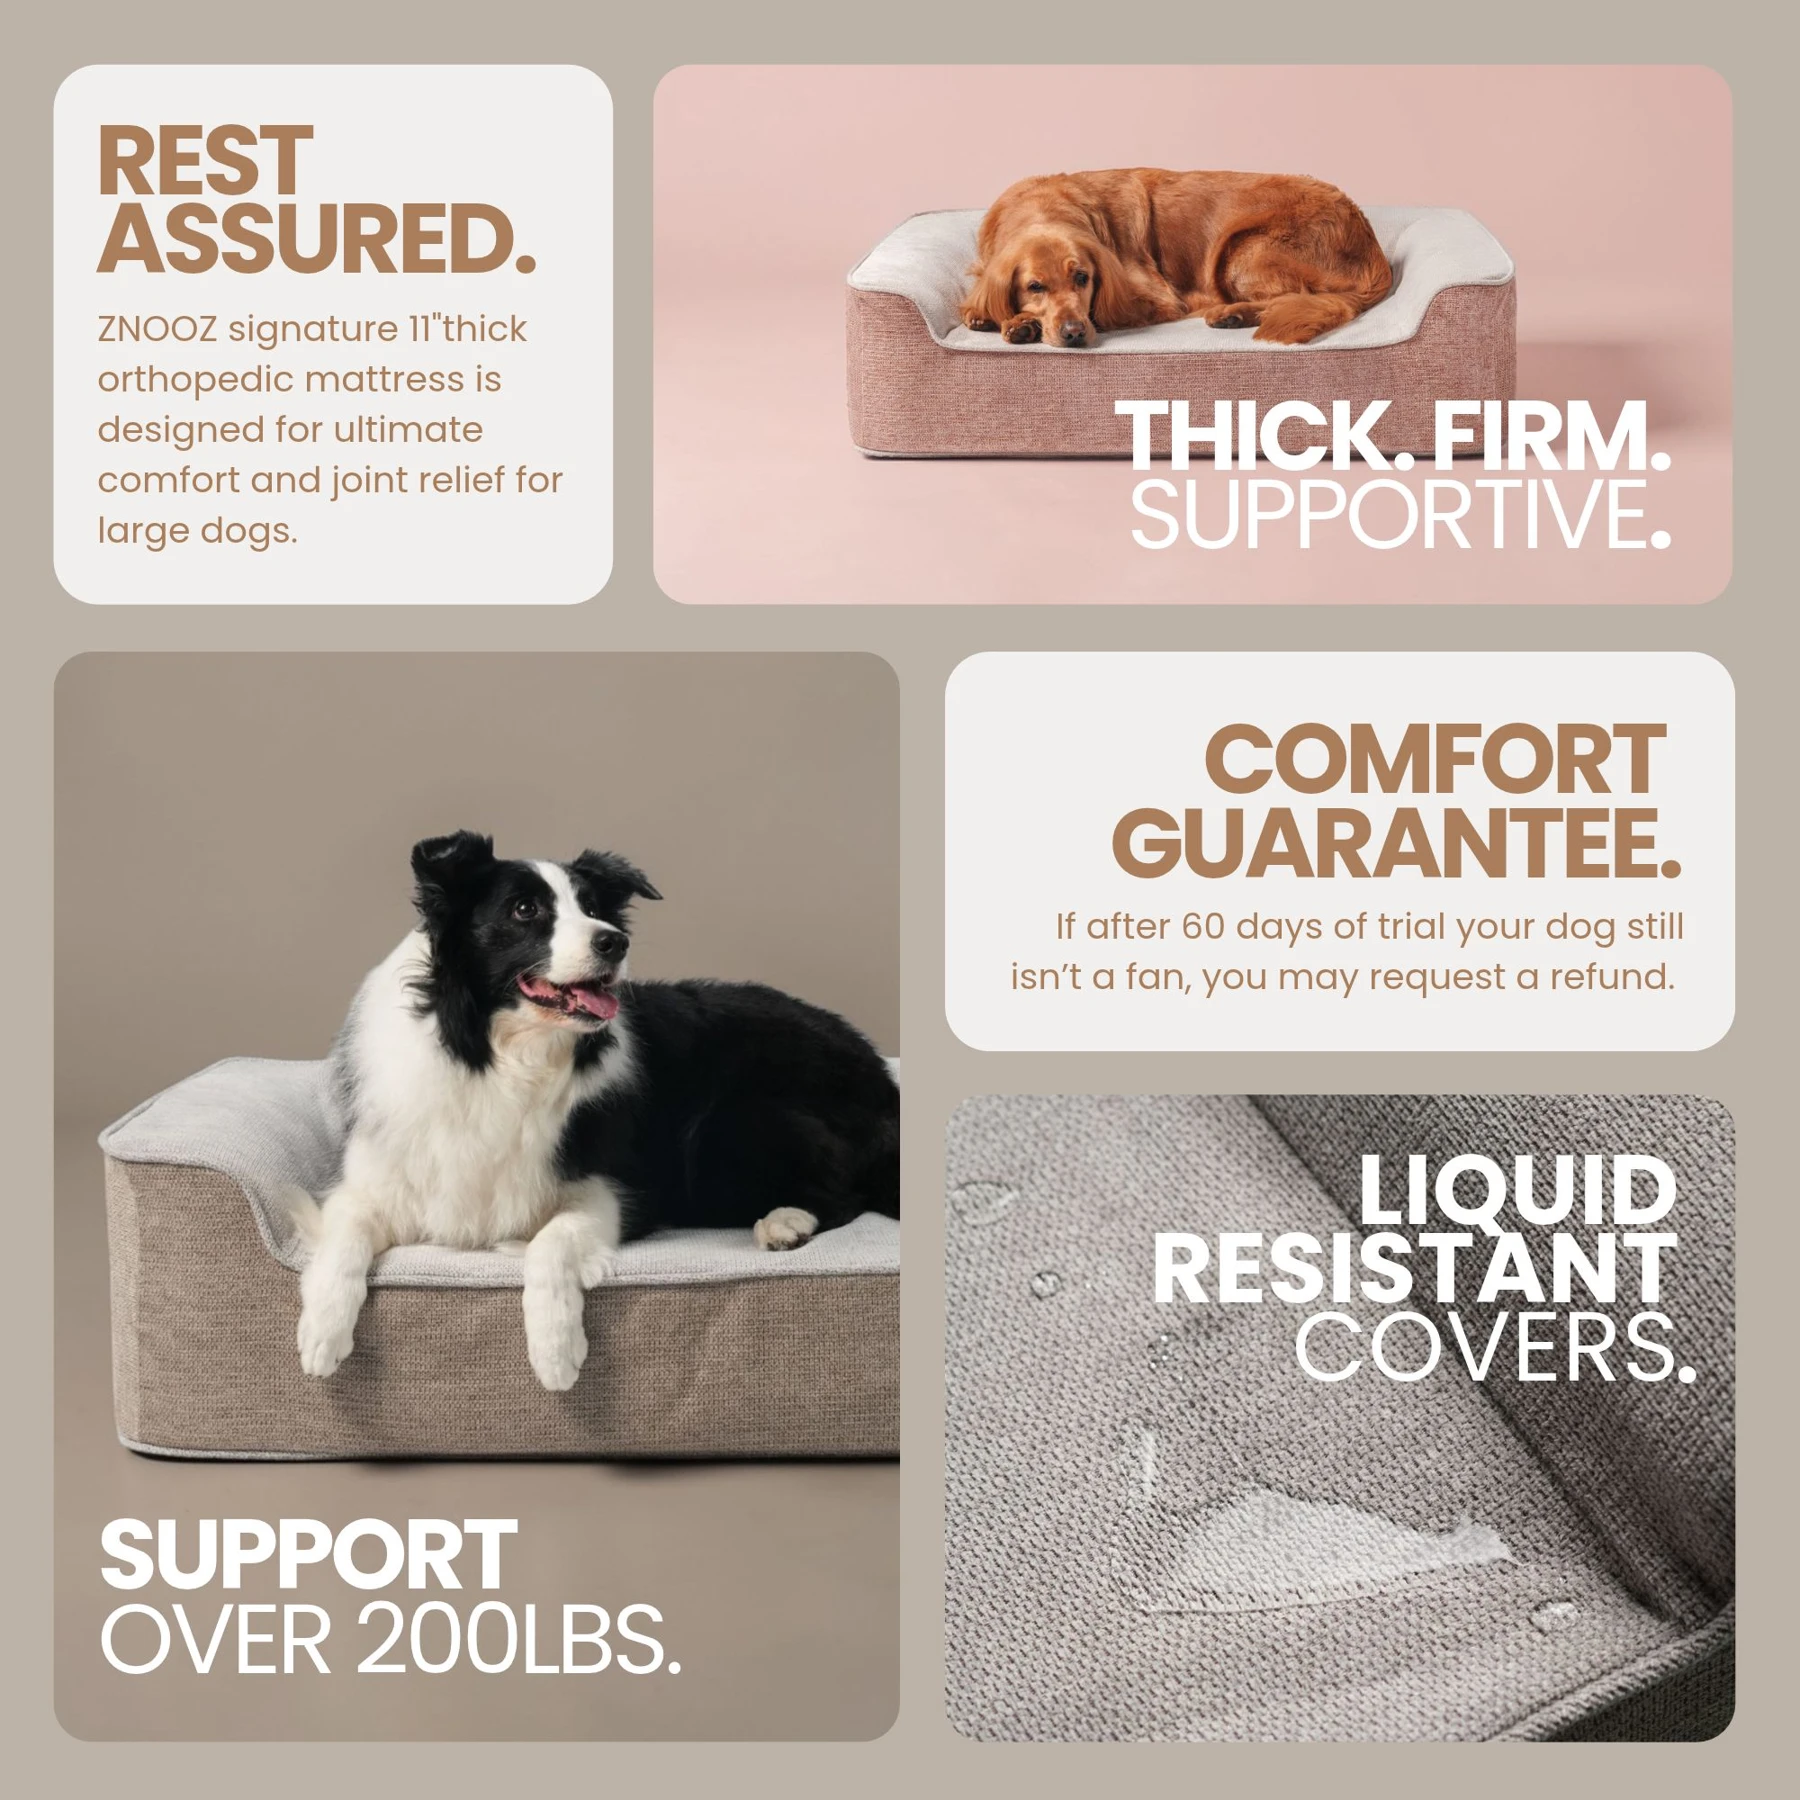 REST
ASSURED.
ZNOOZ signature 11"thick
orthopedic mattress is
designed for ultimate
comfort and joint relief for
large dogs.
THICK. FIRM.
SUPPORTIVE.
COMFORT
GUARANTEE.
If after 60 days of trial your dog still
isn’t a fan, you may request a refund.
SUPPORT
OVER 200LBS.
LIQUID
RESISTANT
COVERS.